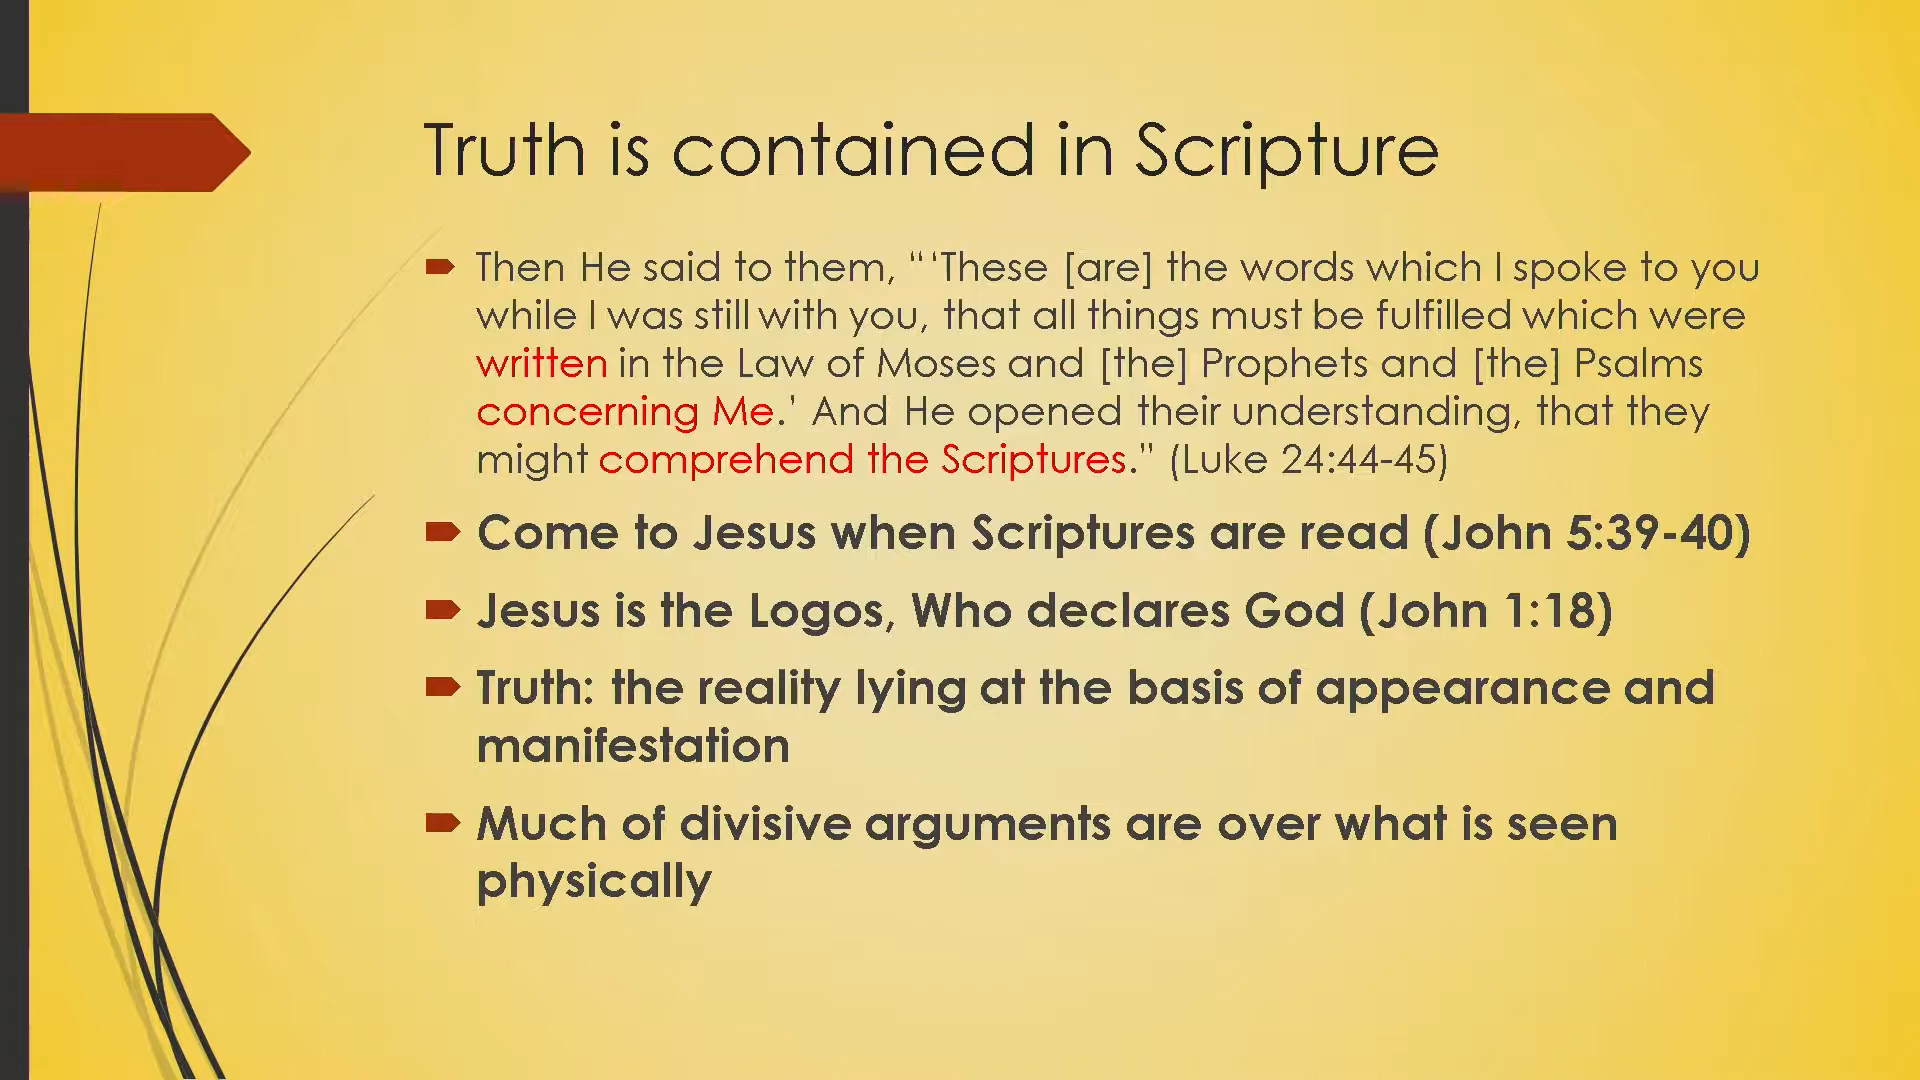 Truth is contained in Scripture
Then He said to them, “‘These [are] the words which I spoke to you
while I was still with you, that all things must be fulfilled which were
written in the Law of Moses and [the] Prophets and [the] Psalms
concerning Me.’ And He opened their understanding, that they
might comprehend the Scriptures.” (Luke 24:44-45)
Come to Jesus when Scriptures are read (John 5:39-40)
Jesus is the Logos, Who declares God (John 1:18)
Truth: the reality lying at the basis of appearance and
manifestation
Much of divisive arguments are over what is seen
physically